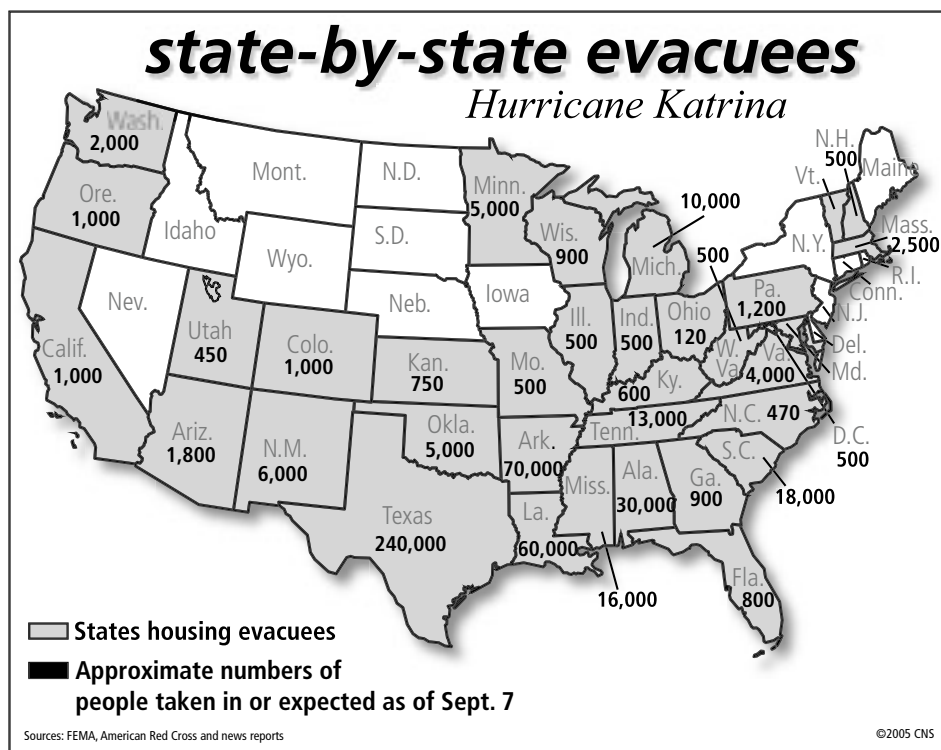 state-by-state evacuees
Hurricane Katrina
Wash.
2,000
Ore.
1,000
Calif.
1,000
Nev.
Idaho
Mont.
Wyo.
Utah
450
Ariz.
1,800
Colo.
1,000
N.M.
6,000
N.D.
S.D.
Neb.
Kan.
750
Okla.
5,000
Texas
240,000
Minn.
5,000
Iowa
Mo.
500
Ark.
70,000
La.
60,000
Wis.
900
Ill.
500
Mich.
10,000
Ind.
500
Ohio
120
Ky.
600
Tenn.
13,000
Miss.
16,000
Ala.
30,000
Ga.
900
Fla.
800
S.C.
18,000
N.C. 470
Va.
4,000
W.
Va.
500
Pa.
1,200
N.Y.
Vt.
N.H.
500
Maine
Mass.
2,500
R.I.
Conn.
N.J.
Del.
Md.
D.C.
500
States housing evacuees
Approximate numbers of
people taken in or expected as of Sept. 7
Sources: FEMA, American Red Cross and news reports
©2005 CNS